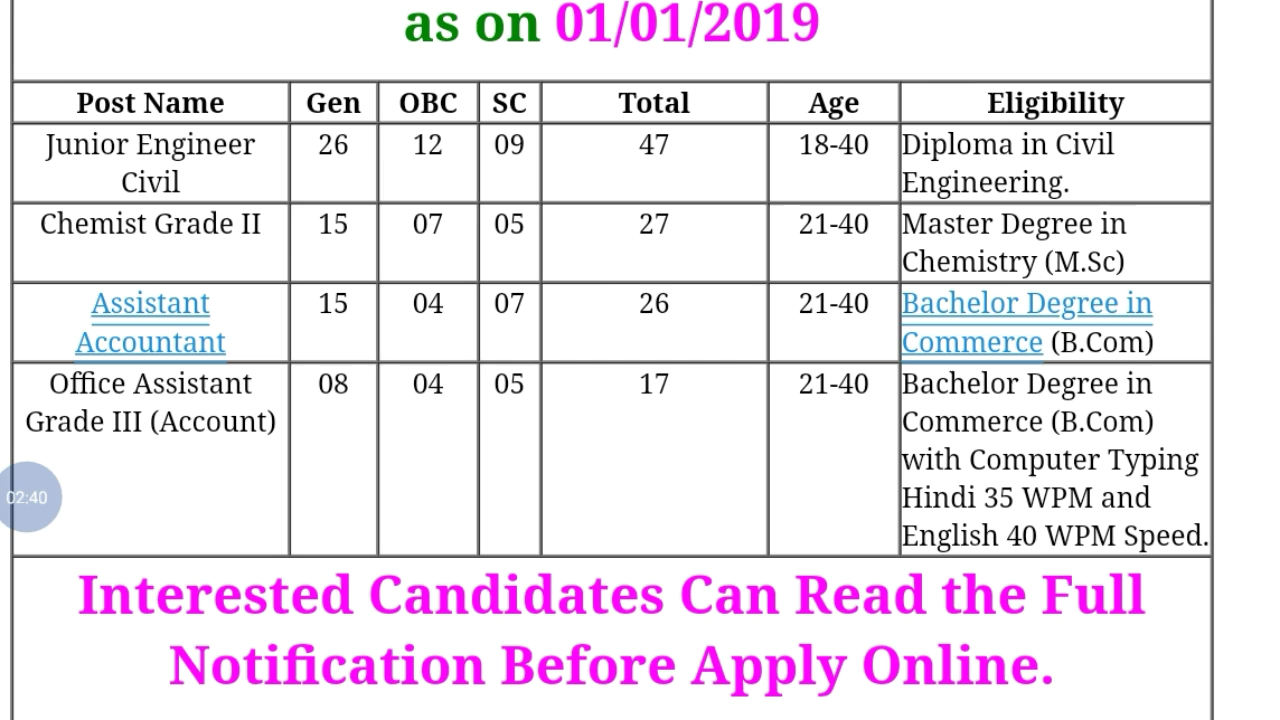 as on 01/01/2019
Post Name Gen OBC SC Total Age Eligibility
Junior Engineer 26 12 09 47 18-40 Diploma in Civil
Civil Engineering.
Chemist Grade II 15 07 05 27 21-40 Master Degree in
Chemistry (M.Sc)
Assistant 15 04 07 26 21-40 Bachelor Degree in
Accountant Commerce (B.Com)
Office Assistant 08 04 05 17 21-40 Bachelor Degree in
Grade III (Account) Commerce (B.Com)
with Computer Typing
02:40 Hindi 35 WPM and
English 40 WPM Speed.
Interested Candidates Can Read the Full
Notification Before Apply Online.